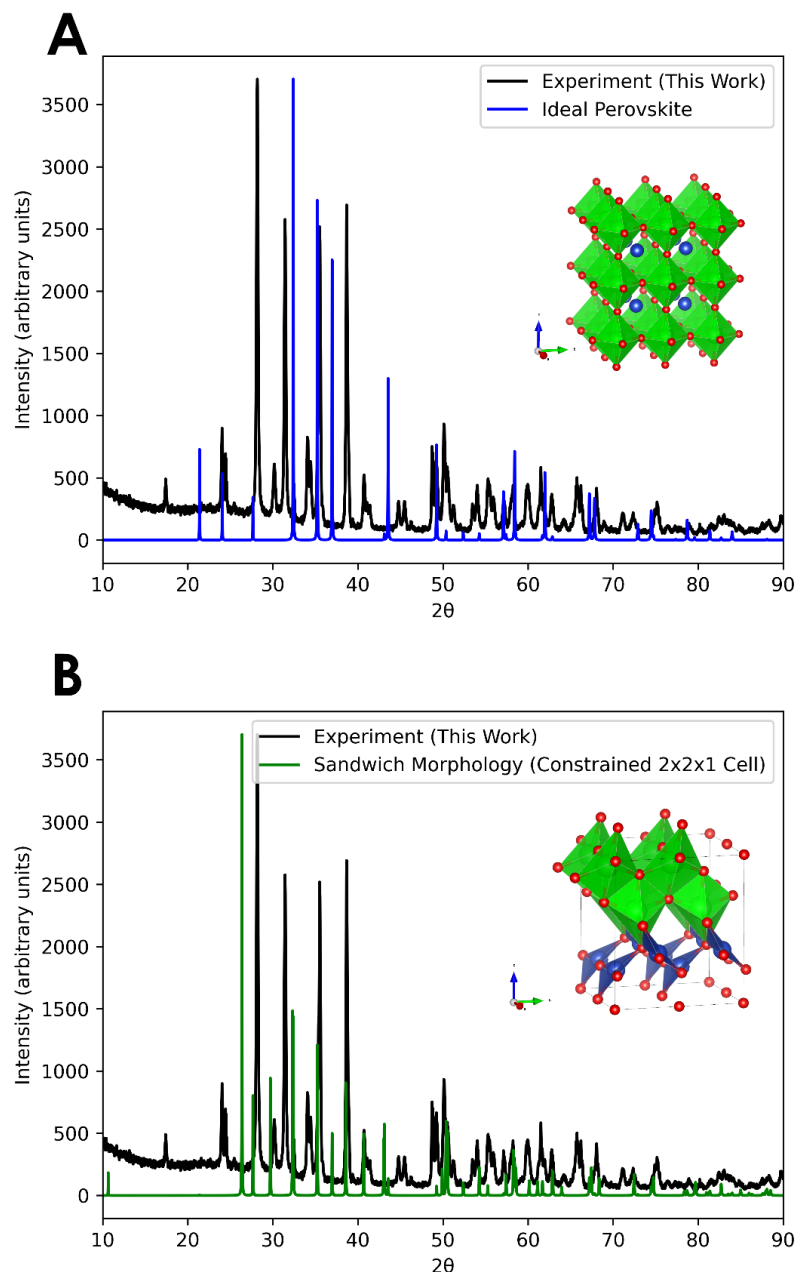 A
Experiment (This Work)
Ideal Perovskite
3500
3000
2500
2000
1500
1000
500
0
Intensity (arbitrary units)
10 20 30 40 50 60 70 80 90
2θ
B
Experiment (This Work)
Sandwich Morphology (Constrained 2x2x1 Cell)
3500
3000
2500
2000
1500
1000
500
0
Intensity (arbitrary units)
10 20 30 40 50 60 70 80 90
2θ